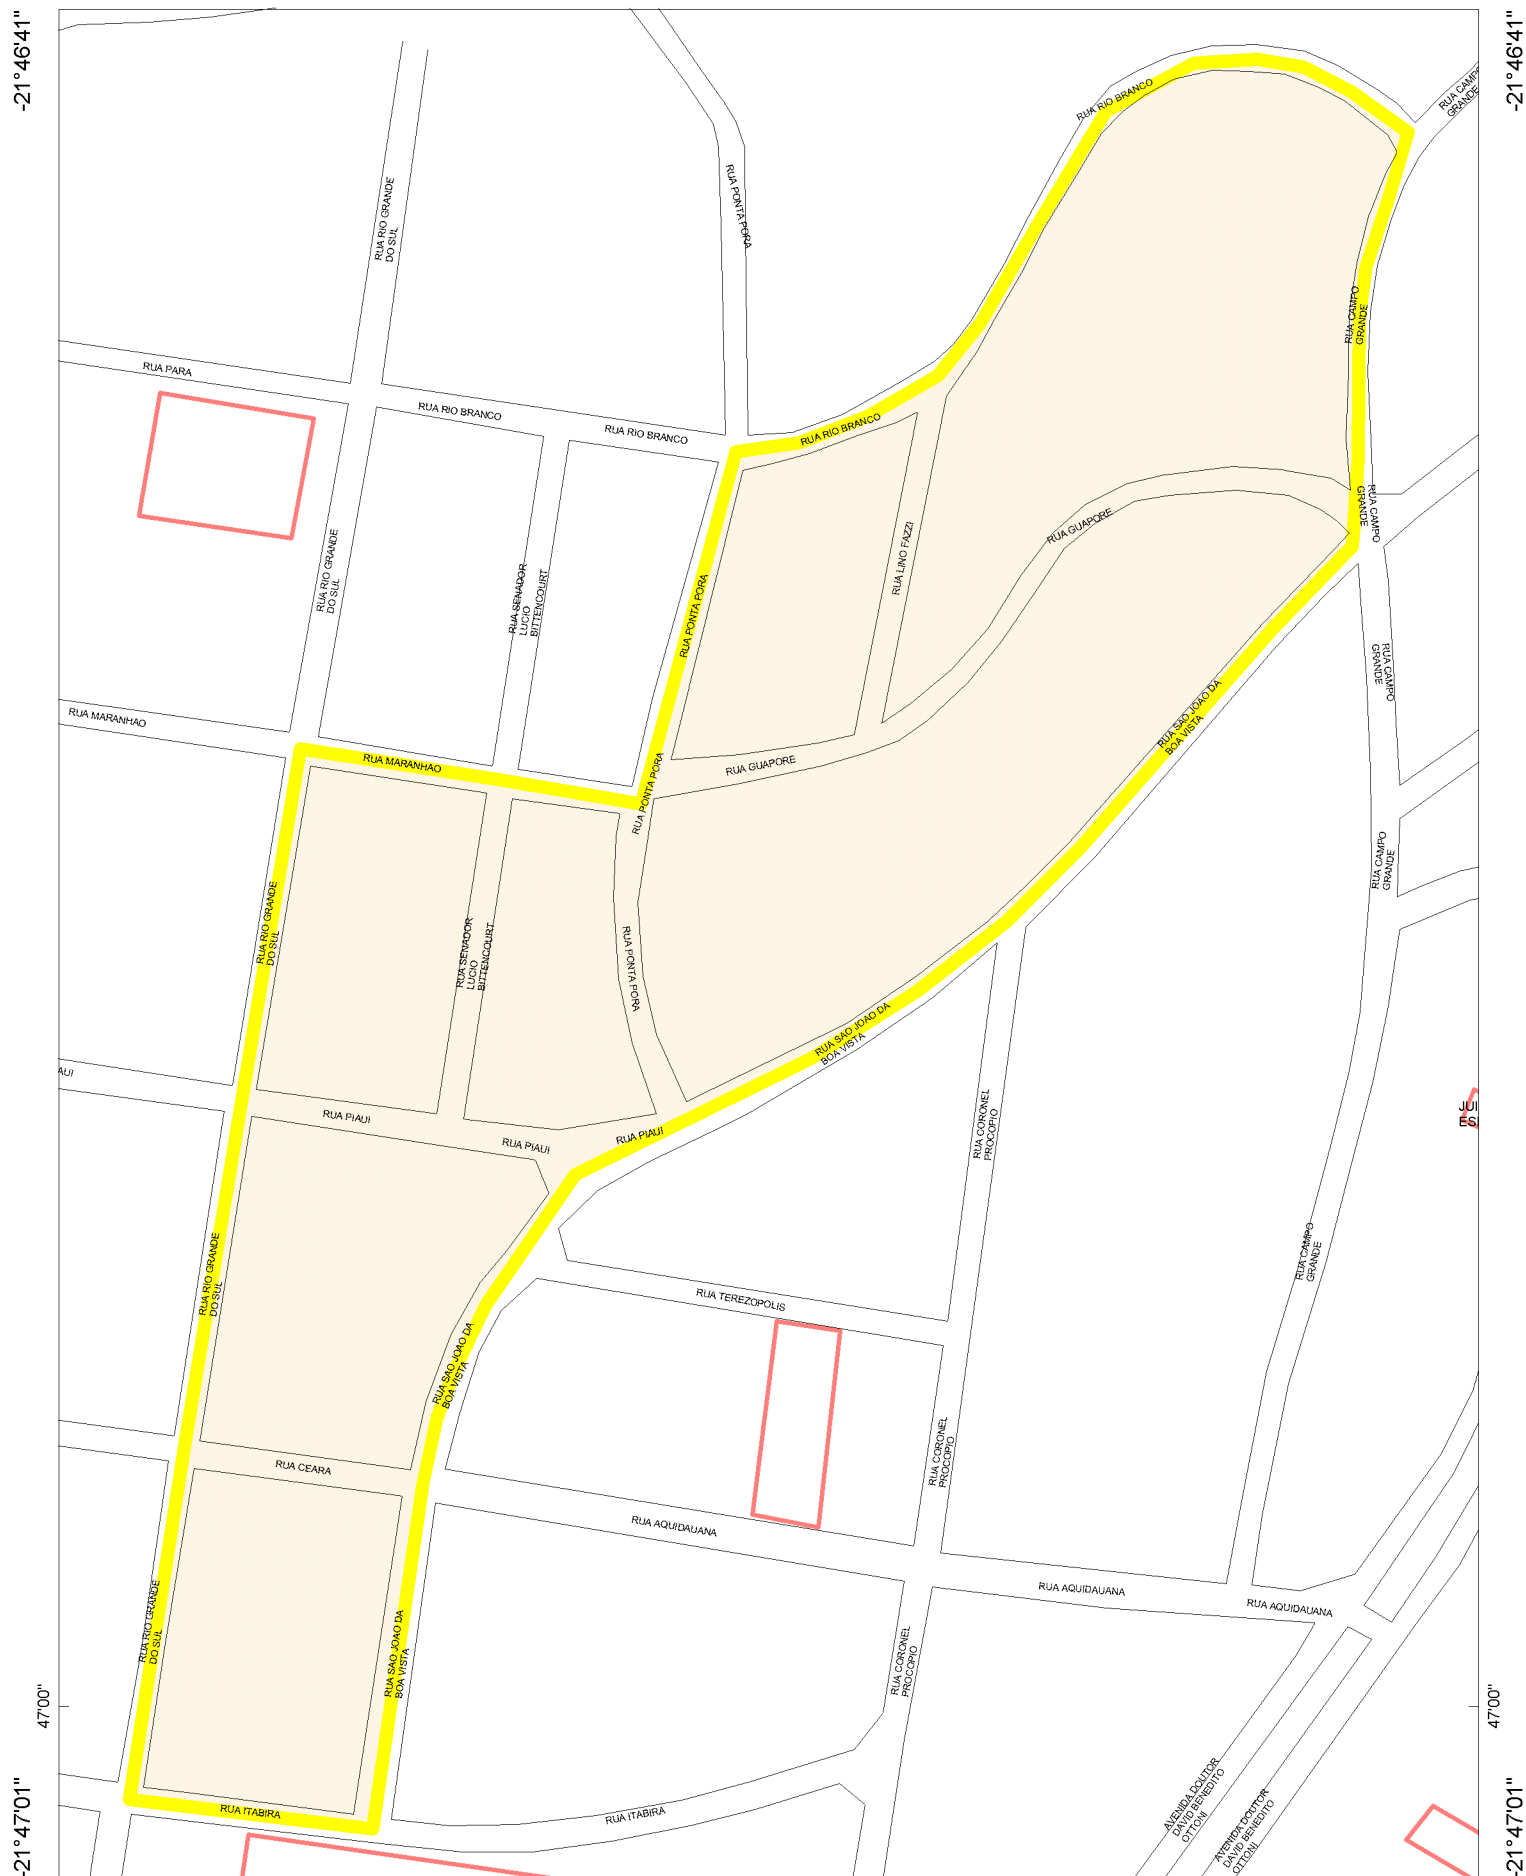 -21°46'41"
-21°46'41"
RUA CAMPO
GRANDE
RUA RIO BRANCO
RUA PONTA PORA
RUA RIO GRANDE
DO SUL
RUA CAMPO
GRANDE
RUA PARA
RUA RIO BRANCO
RUA RIO BRANCO
RUA RIO BRANCO
RUA CAMPO
GRANDE
RUA GUAPORE
RUA LINO FAZZI
RUA RIO GRANDE
DO SUL
RUA SENADOR
LUCIO
BITTENCOURT
RUA PONTA PORA
RUA CAMPO
GRANDE
RUA MARANHAO
RUA SAO JOAO DA
BOA VISTA
RUA MARANHAO
RUA GUAPORE
RUA PONTA PORA
RUA CAMPO
GRANDE
RUA RIO GRANDE
DO SUL
RUA SENADOR
LUCIO
BITTENCOURT
RUA PONTA PORA
RUA SAO JOAO DA
BOA VISTA
AUI
RUA PIAUI
RUA PIAUI
RUA PIAUI
RUA CORONEL
PROCOPIO
JUI
ES
RUA RIO GRANDE
DO SUL
RUA CAMPO
GRANDE
RUA TEREZOPOLIS
RUA SAO JOAO DA
BOA VISTA
RUA CEARA
RUA CORONEL
PROCOPIO
RUA AQUIDAUANA
RUA AQUIDAUANA
RUA AQUIDAUANA
RUA RIO GRANDE
DO SUL
RUA SAO JOAO DA
BOA VISTA
RUA CORONEL
PROCOPIO
47'00"
47'00"
RUA ITABIRA
RUA ITABIRA
AVENIDA DOUTOR
DAVID BENEDITO
OTTONI
AVENIDA DOUTOR
DAVID BENEDITO
OTTONI
-21°47'01"
-21°47'01"